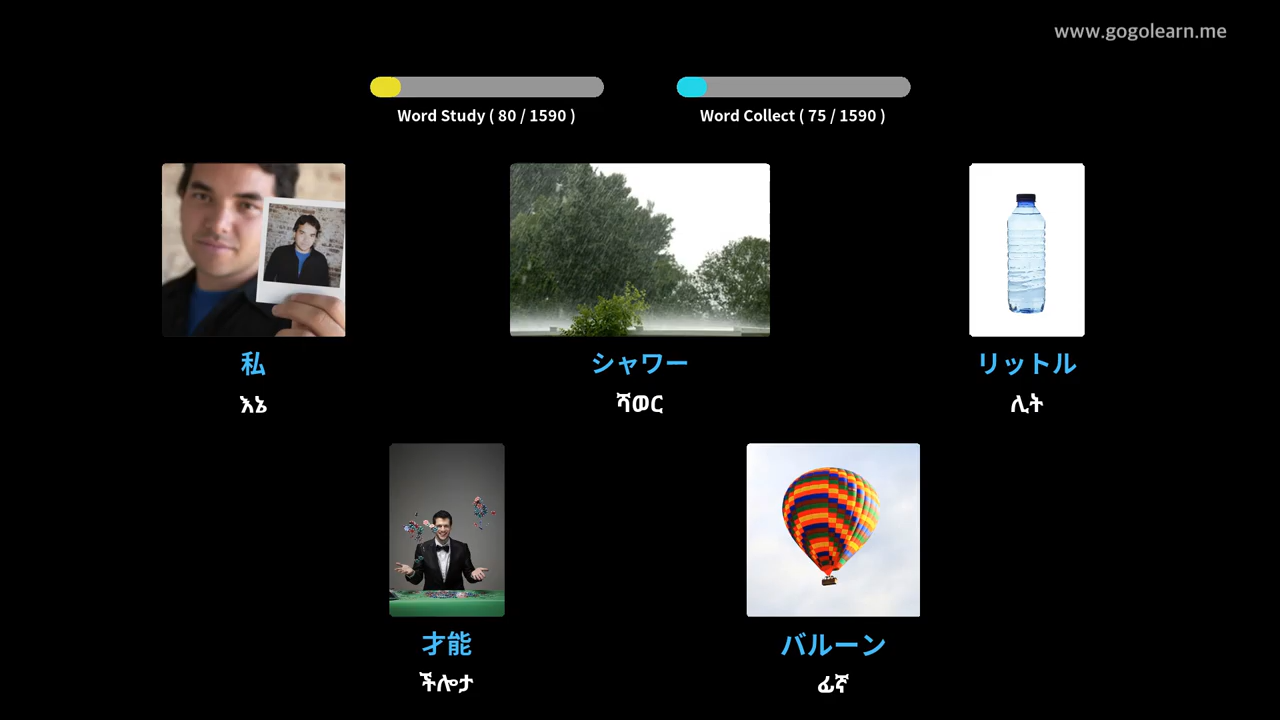 www.gogolearn.me
Word Study ( 80 / 1590 )
Word Collect ( 75 / 1590 )
私
እኔ
シャワー
ሻወር
リットル
ሊት
才能
ችሎታ
バルーン
ፊኛ